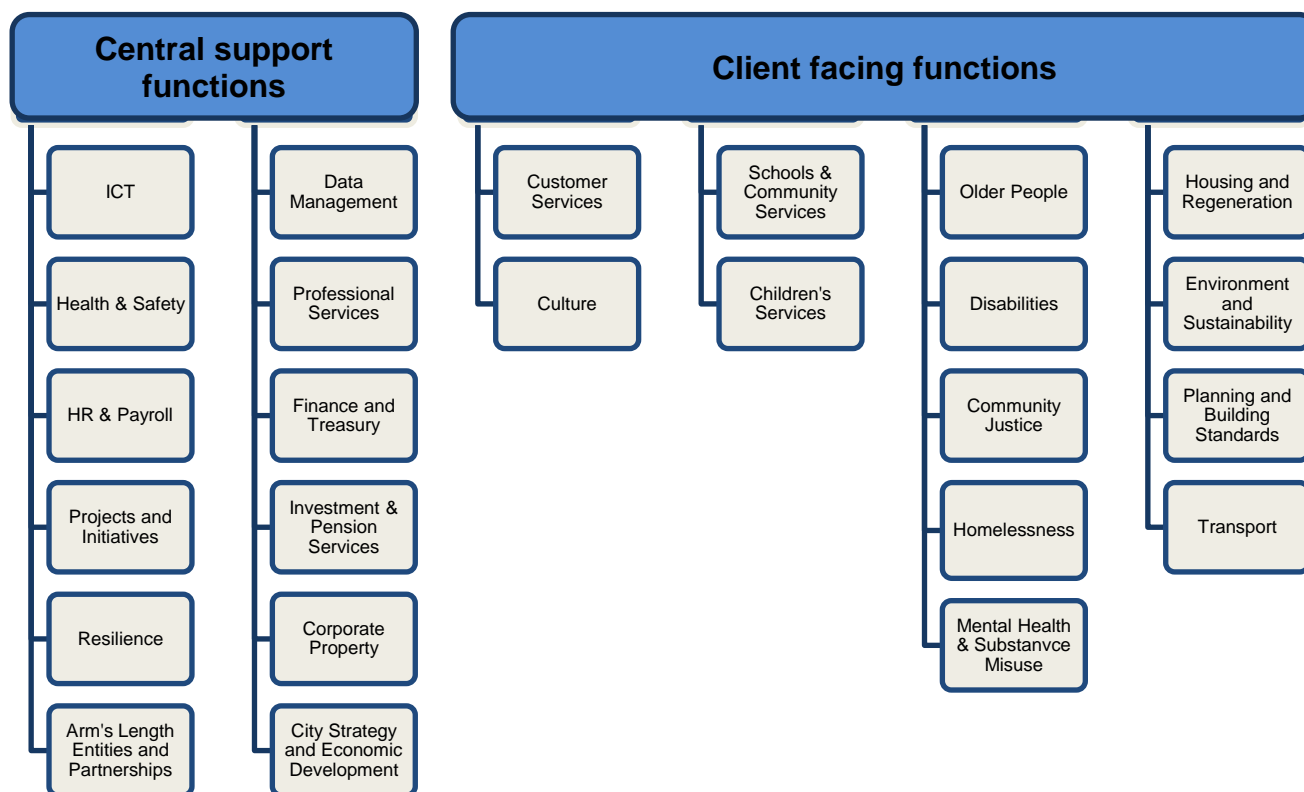 Central support
functions
Client facing functions
ICT
Health & Safety
HR & Payroll
Projects and
Initiatives
Resilience
Arm's Length
Entities and
Partnerships
Data
Management
Professional
Services
Finance and
Treasury
Investment &
Pension
Services
Corporate
Property
City Strategy
and Economic
Development
Customer
Services
Culture
Schools &
Community
Services
Children's
Services
Older People
Disabilities
Community
Justice
Homelessness
Mental Health
& Substanvce
Misuse
Housing and
Regeneration
Environment
and
Sustainability
Planning and
Building
Standards
Transport